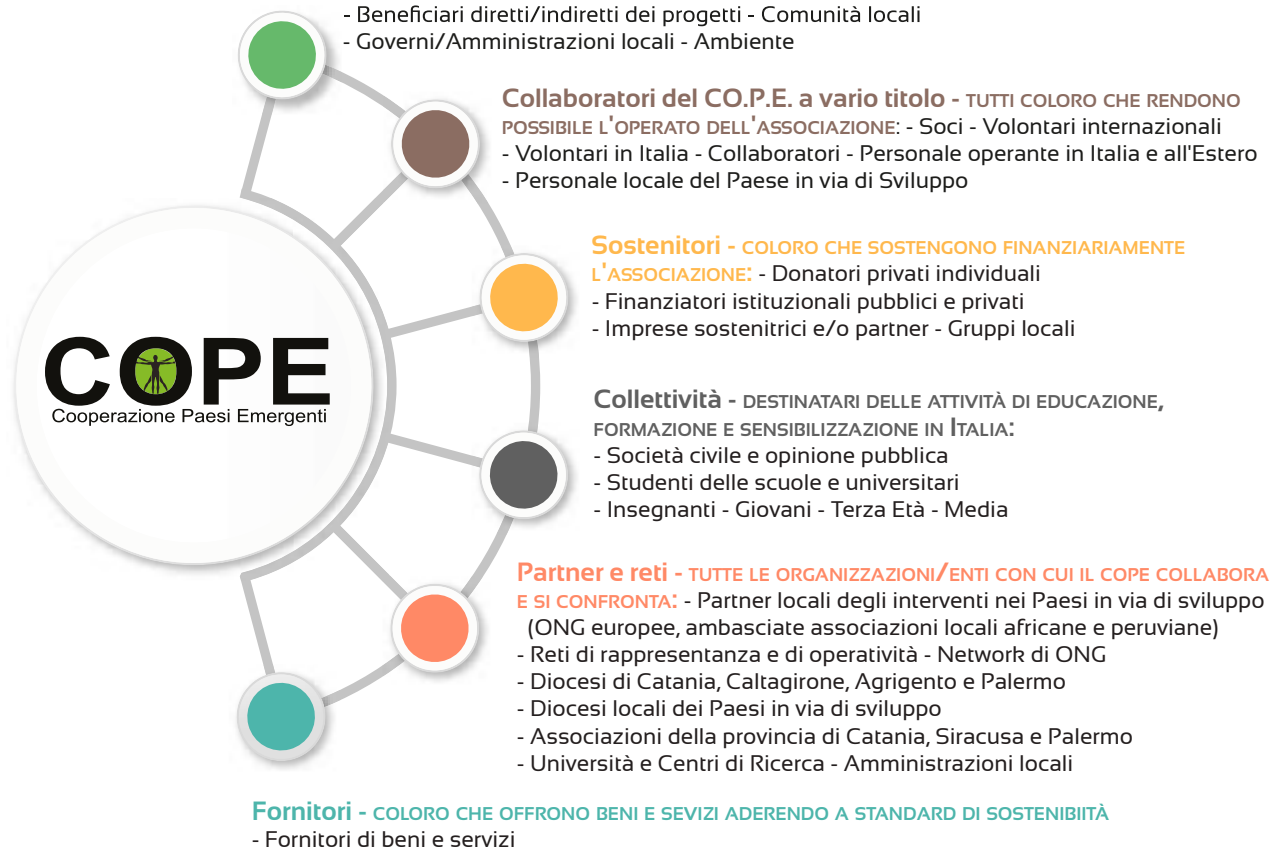 - Beneficiari diretti/indiretti dei progetti - Comunità locali
- Governi/Amministrazioni locali - Ambiente
Collaboratori del CO.P.E. a vario titolo - TUTTI COLORO CHE RENDONO
POSSIBILE L'OPERATO DELL'ASSOCIAZIONE: - Soci - Volontari internazionali
- Volontari in Italia - Collaboratori - Personale operante in Italia e all'Estero
- Personale locale del Paese in via di Sviluppo
Sostenitori - COLORO CHE SOSTENGONO FINANZIARIAMENTE
L'ASSOCIAZIONE: - Donatori privati individuali
- Finanziatori istituzionali pubblici e privati
- Imprese sostenitrici e/o partner - Gruppi locali
COPE
Cooperazione Paesi Emergenti
Collettività - DESTINATARI DELLE ATTIVITÀ DI EDUCAZIONE,
FORMAZIONE E SENSIBILIZZAZIONE IN ITALIA:
- Società civile e opinione pubblica
- Studenti delle scuole e universitari
- Insegnanti - Giovani - Terza Età - Media
Partner e reti - TUTTE LE ORGANIZZAZIONI/ENTI CON CUI IL COPE COLLABORA
E SI CONFRONTA: - Partner locali degli interventi nei Paesi in via di sviluppo
(ONG europee, ambasciate associazioni locali africane e peruviane)
- Reti di rappresentanza e di operatività - Network di ONG
- Diocesi di Catania, Caltagirone, Agrigento e Palermo
- Diocesi locali dei Paesi in via di sviluppo
- Associazioni della provincia di Catania, Siracusa e Palermo
- Università e Centri di Ricerca - Amministrazioni locali
Fornitori - COLORO CHE OFFRONO BENI E SEVIZI ADERENDO A STANDARD DI SOSTENIBIITÀ
- Fornitori di beni e servizi